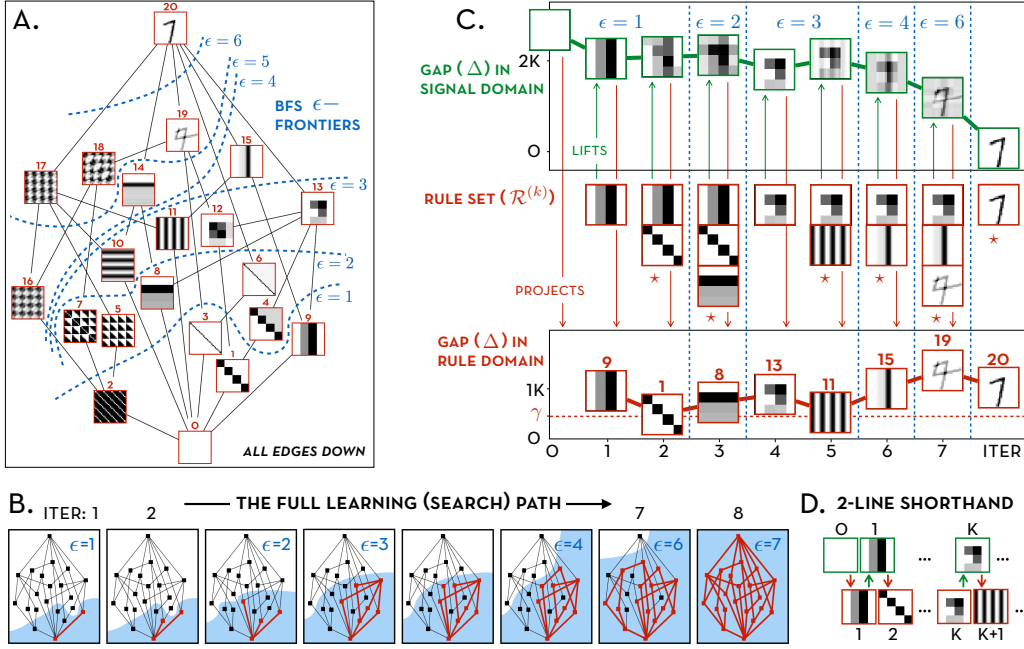 A.
20
ϵ=6
ϵ=5
ϵ=4
BFS ϵ—
FRONTIERS
19
18
17
15
14
13
ϵ=3
12
11
10
ϵ=2
6
8
16
ϵ=1
7
5
4
3
9
1
2
0
ALL EDGES DOWN
C.
ϵ = 1
ϵ = 2
ϵ = 3
ϵ = 4
ϵ = 6
2K
GAP (Δ) IN
SIGNAL DOMAIN
0
LIFTS
RULE SET (R^(k))
★
★
★
★
★
★
PROJECTS
GAP (Δ) IN
RULE DOMAIN
9
1
8
13
11
15
19
20
1K
γ
0
0 1 2 3 4 5 6 7 ITER
B.
THE FULL LEARNING (SEARCH) PATH
ITER: 1 2 7 8
ϵ=1
ϵ=2
ϵ=3
ϵ=4
ϵ=6
ϵ=7
D. 2-LINE SHORTHAND
0 1 K
... ...
... ...
1 2 K K+1